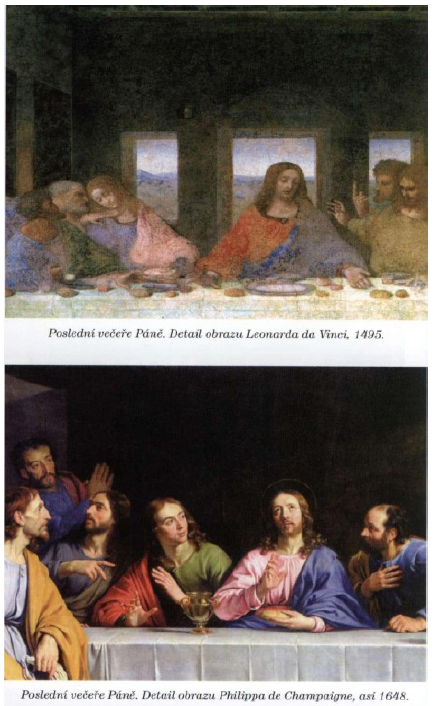 Poslední večeře Páně. Detail obrazu Leonarda da Vinci, 1495.
Poslední večeře Páně. Detail obrazu Philippa de Champaigne, asi 1648.